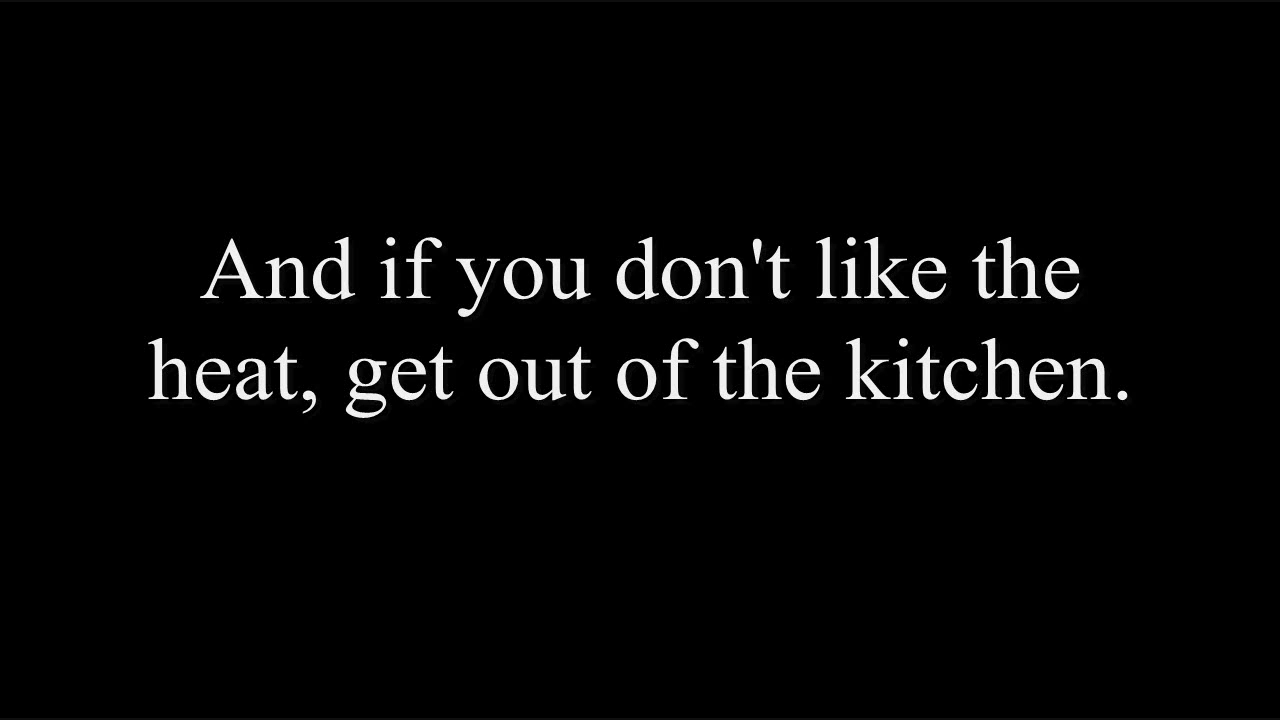 And if you don't like the
heat, get out of the kitchen.